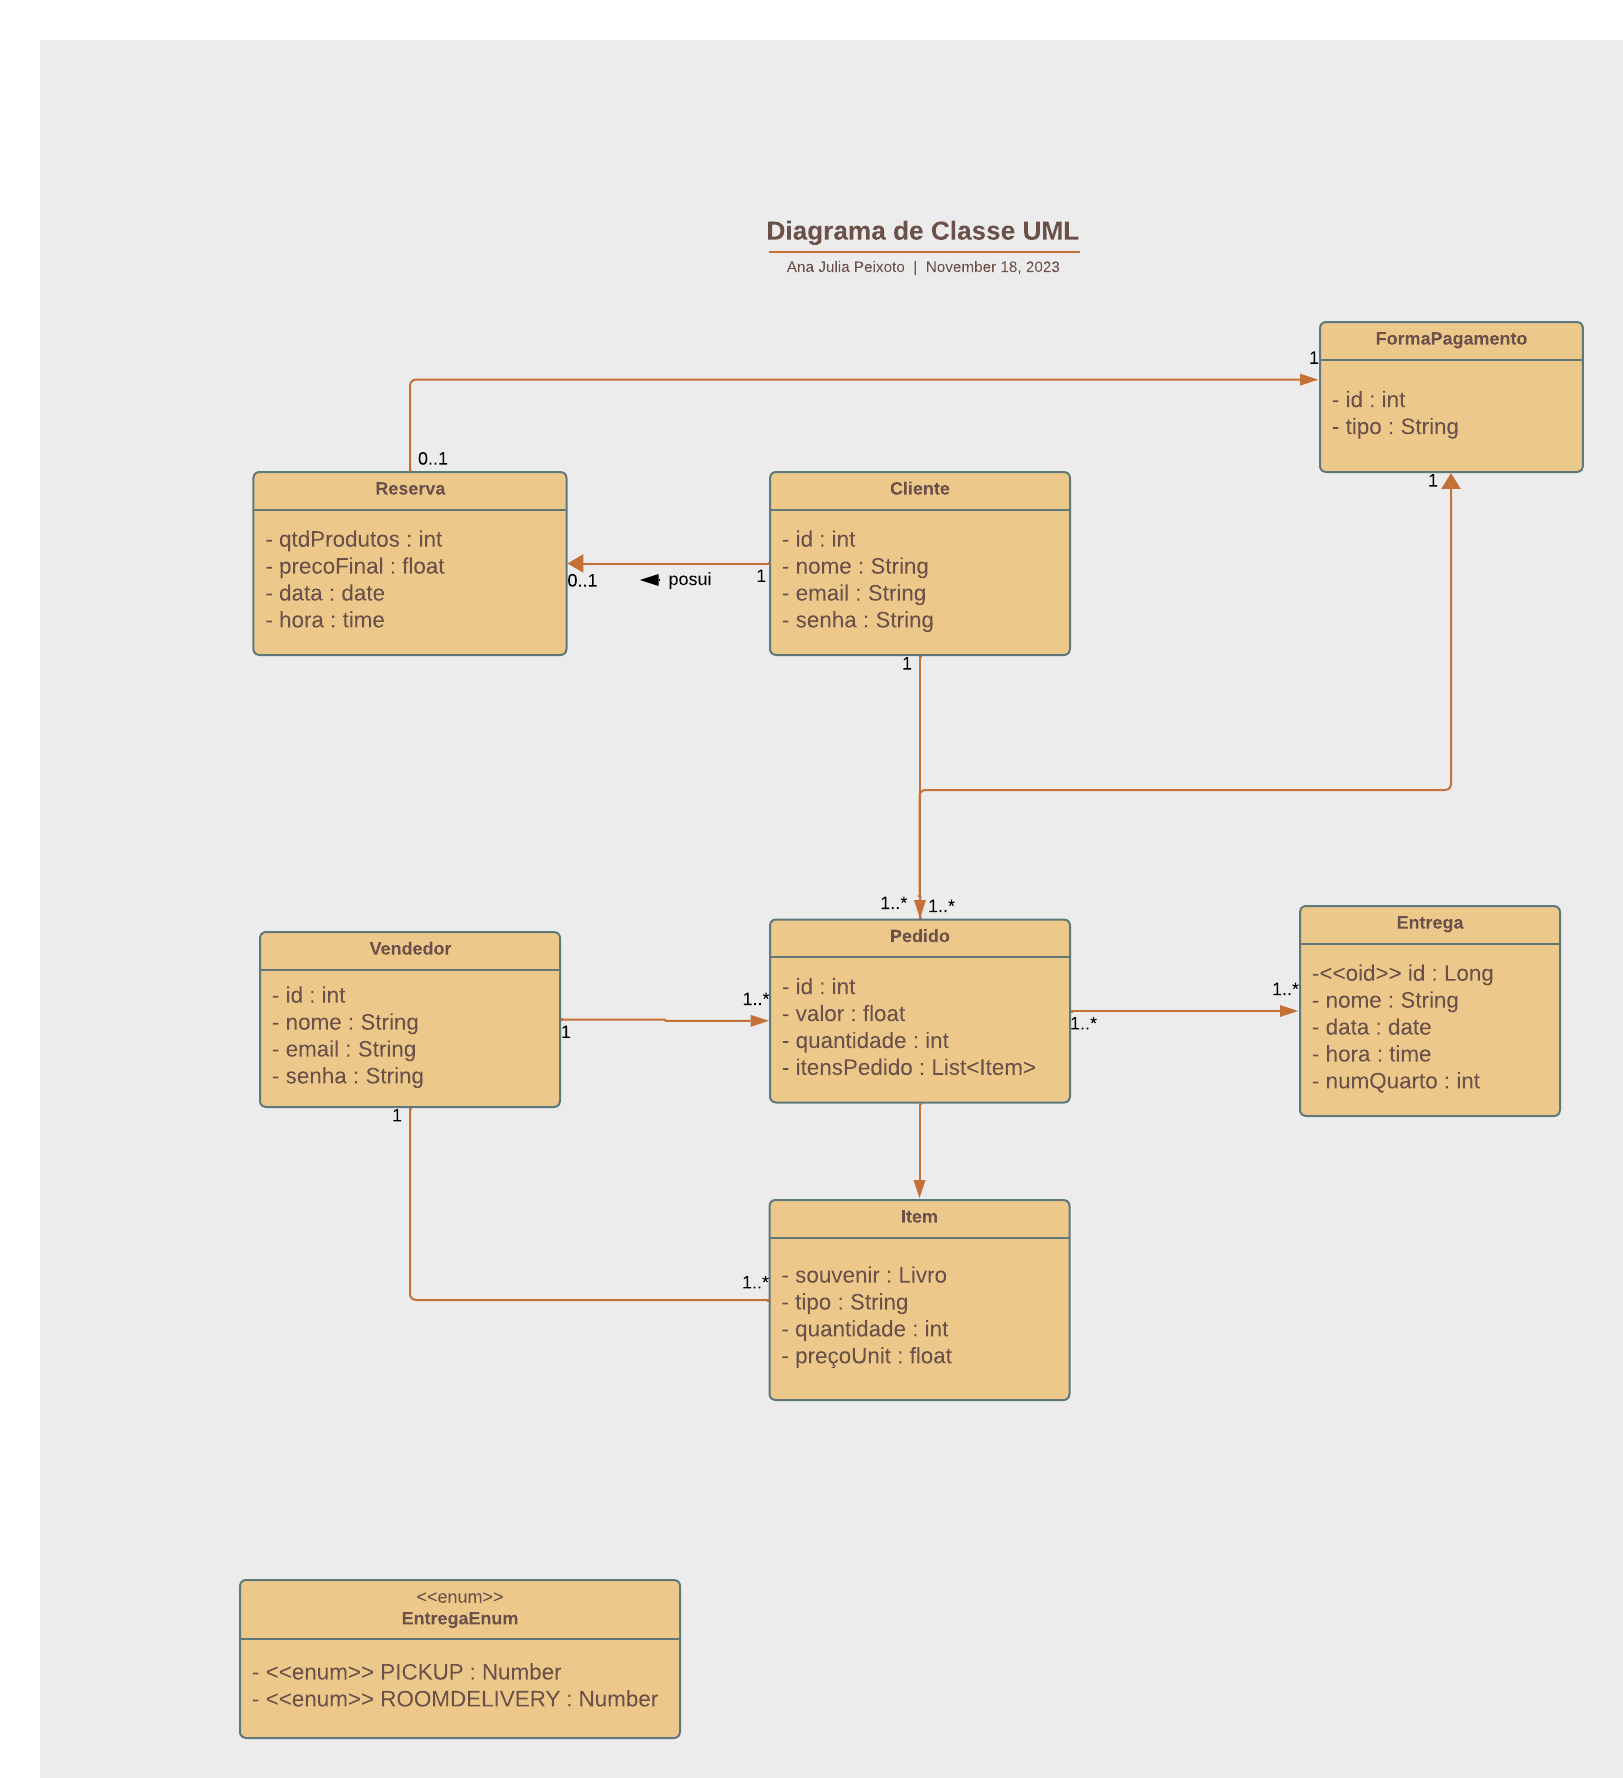 Diagrama de Classe UML
Ana Julia Peixoto | November 18, 2023
FormaPagamento
- id : int
- tipo : String
1
1
0..1
Reserva
- qtdProdutos : int
- precoFinal : float
- data : date
- hora : time
0..1
posui
1
Cliente
- id : int
- nome : String
- email : String
- senha : String
1
1..*
1..*
Vendedor
- id : int
- nome : String
- email : String
- senha : String
1
1
1..*
Pedido
- id : int
- valor : float
- quantidade : int
- itensPedido : List<Item>
1..*
1..*
Entrega
-<<oid>> id : Long
- nome : String
- data : date
- hora : time
- numQuarto : int
1..*
Item
- souvenir : Livro
- tipo : String
- quantidade : int
- preçoUnit : float
<<enum>>
EntregaEnum
- <<enum>> PICKUP : Number
- <<enum>> ROOMDELIVERY : Number